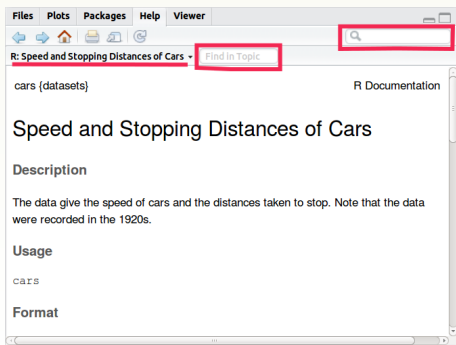 Files Plots Packages Help Viewer
R: Speed and Stopping Distances of Cars Find in Topic
cars {datasets} R Documentation
Speed and Stopping Distances of Cars
Description
The data give the speed of cars and the distances taken to stop. Note that the data
were recorded in the 1920s.
Usage
cars
Format